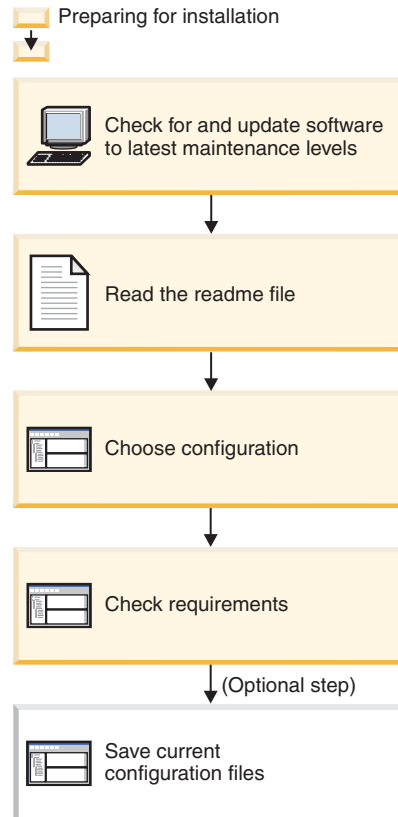 Preparing for installation
Check for and update software
to latest maintenance levels
Read the readme file
Choose configuration
Check requirements
(Optional step)
Save current
configuration files